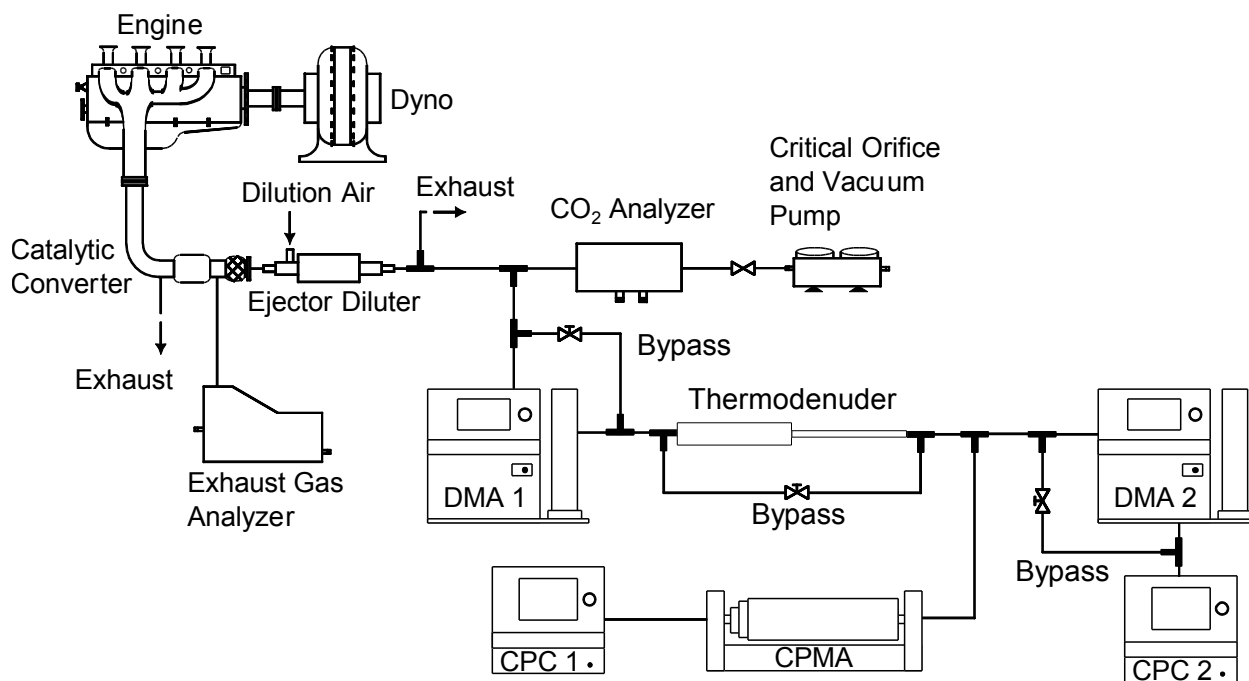 Engine
Dyno
Critical Orifice
and Vacuum
Pump
Dilution Air
Exhaust
CO₂ Analyzer
Catalytic
Converter
Ejector Diluter
Bypass
Exhaust
Thermodenuder
Exhaust Gas
Analyzer
DMA 1
Bypass
DMA 2
Bypass
CPC 1
CPMA
CPC 2